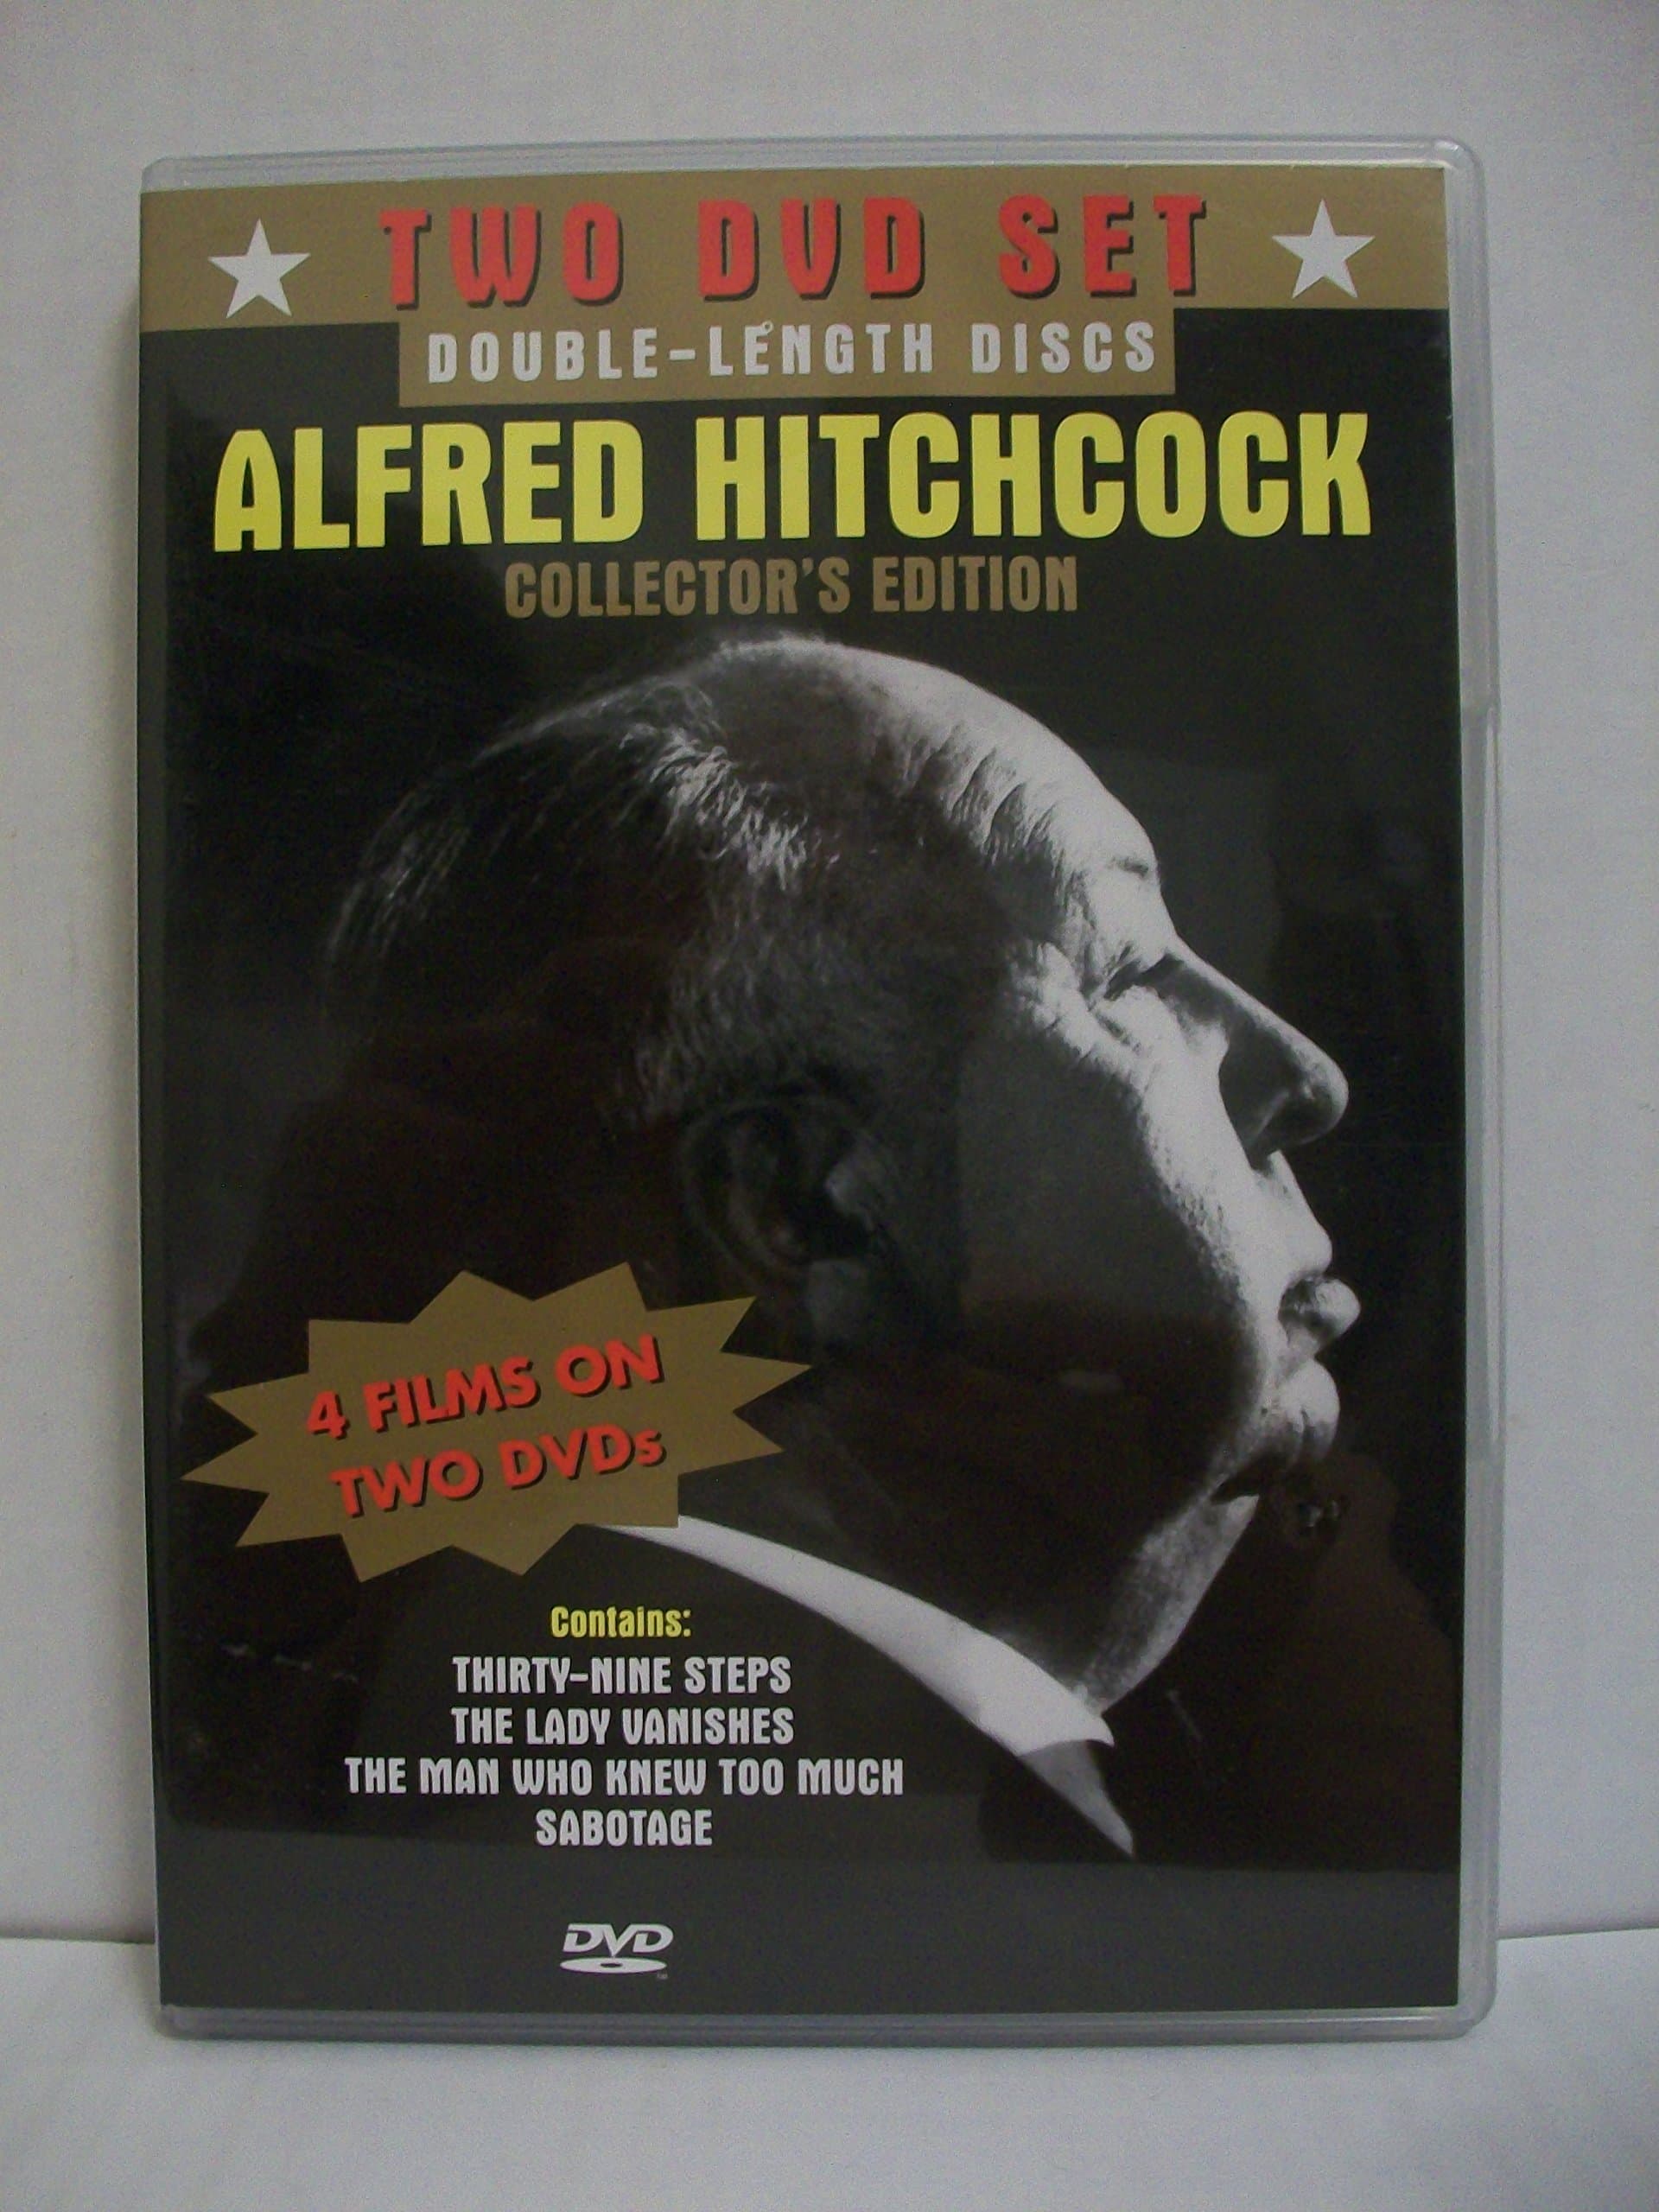 TWO DVD SET
DOUBLE-LENGTH DISCS
ALFRED HITCHCOCK
COLLECTOR'S EDITION
4 FILMS ON
TWO DVDs
Contains:
THIRTY-NINE STEPS
THE LADY VANISHES
THE MAN WHO KNEW TOO MUCH
SABOTAGE
DVD